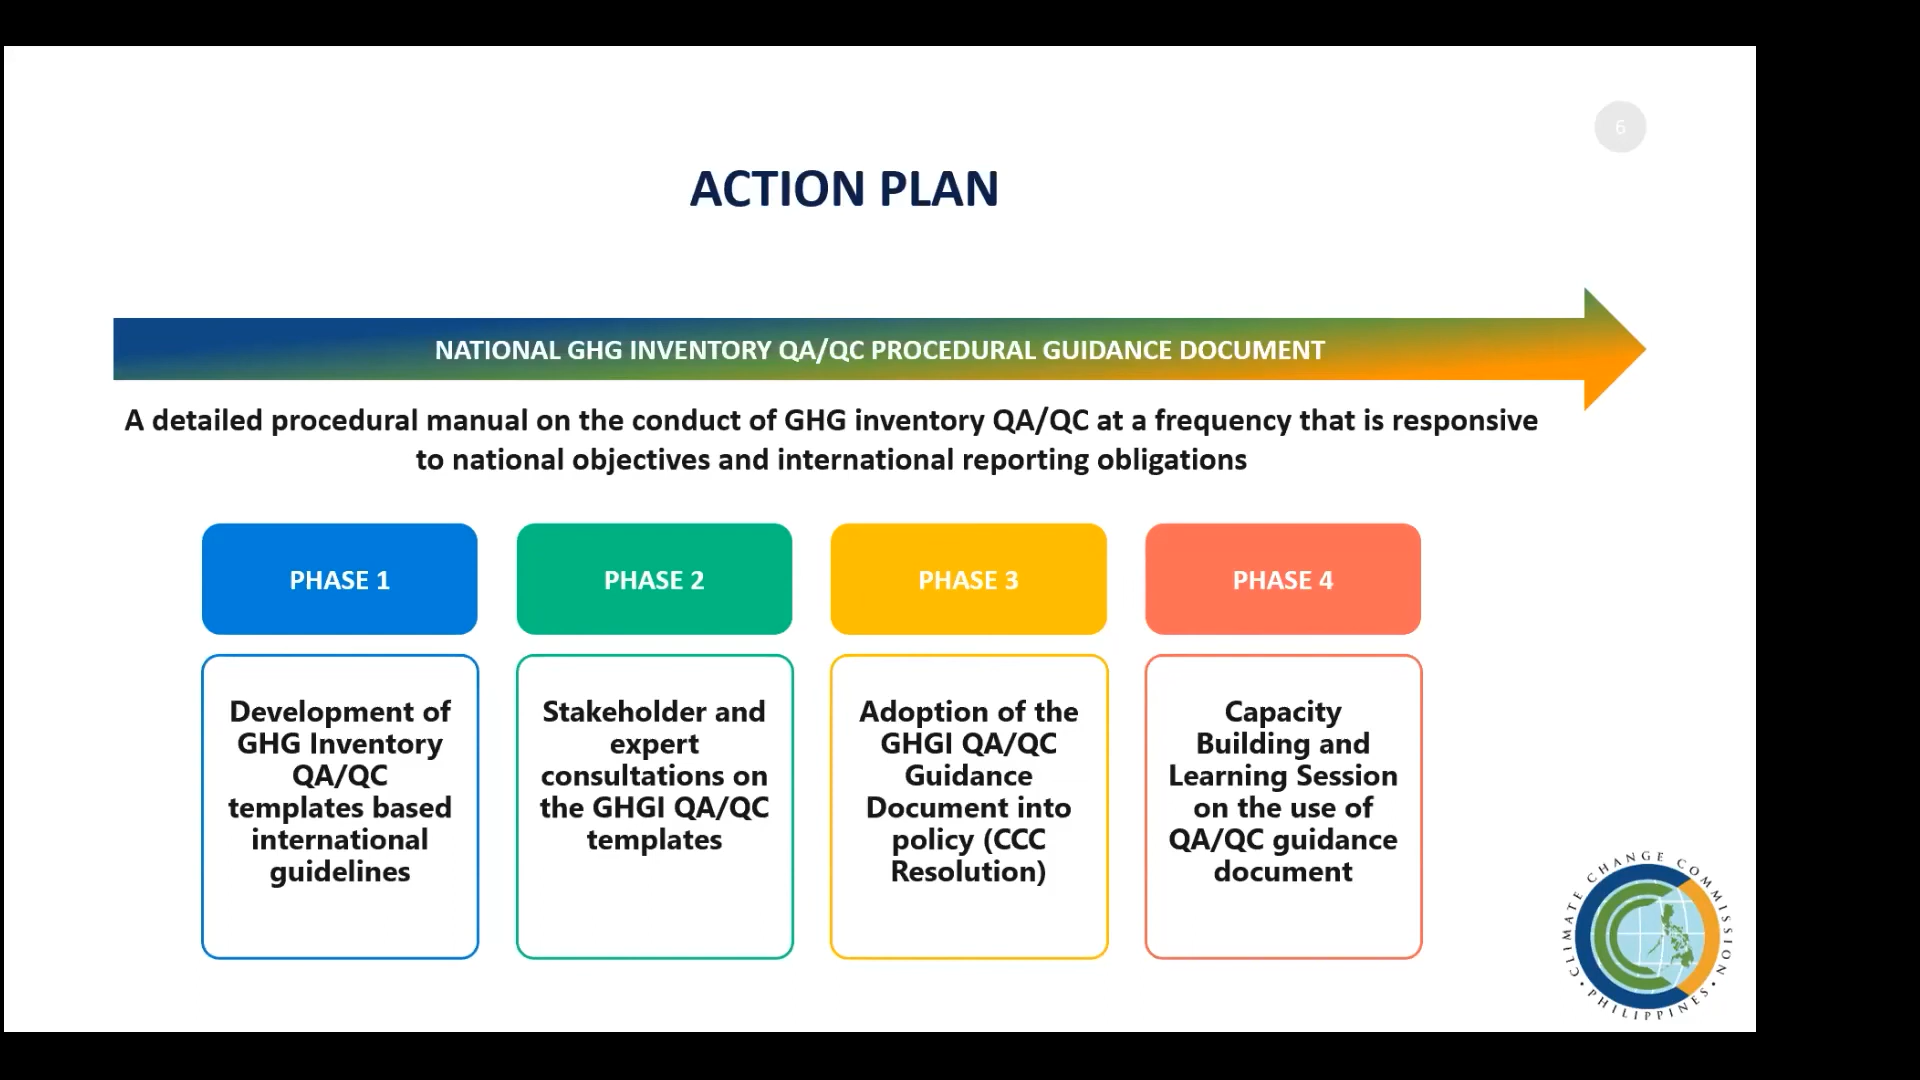 6
ACTION PLAN
NATIONAL GHG INVENTORY QA/QC PROCEDURAL GUIDANCE DOCUMENT
A detailed procedural manual on the conduct of GHG inventory QA/QC at a frequency that is responsive
to national objectives and international reporting obligations
PHASE 1
Development of
GHG Inventory
QA/QC
templates based
international
guidelines
PHASE 2
Stakeholder and
expert
consultations on
the GHGI QA/QC
templates
PHASE 3
Adoption of the
GHGI QA/QC
Guidance
Document into
policy (CCC
Resolution)
PHASE 4
Capacity
Building and
Learning Session
on the use of
QA/QC guidance
document
CLIMATE CHANGE COMMISSION
• PHILIPPINES •